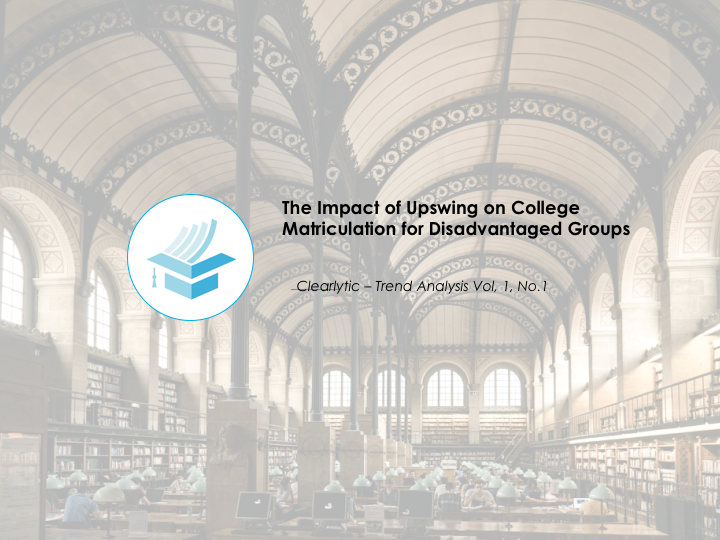 The Impact of Upswing on College
Matriculation for Disadvantaged Groups
Clearlytic – Trend Analysis Vol, 1, No.1